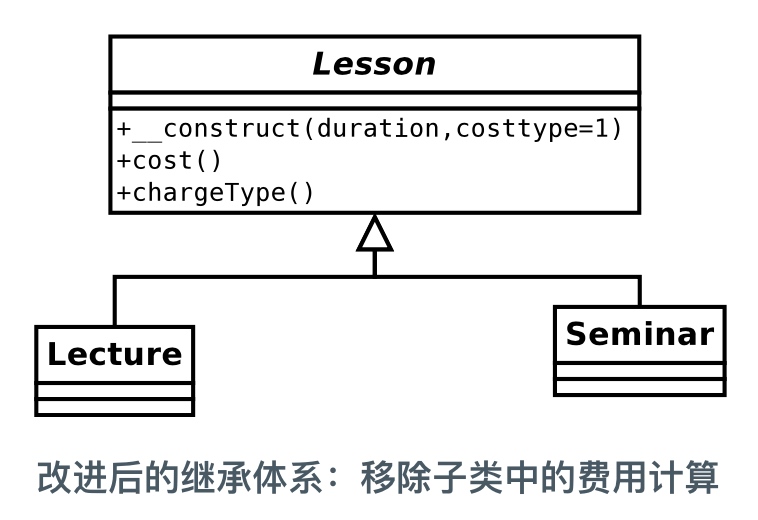 Lesson
+__construct(duration,costtype=1)
+cost()
+chargeType()
Lecture
Seminar
改进后的继承体系：移除子类中的费用计算